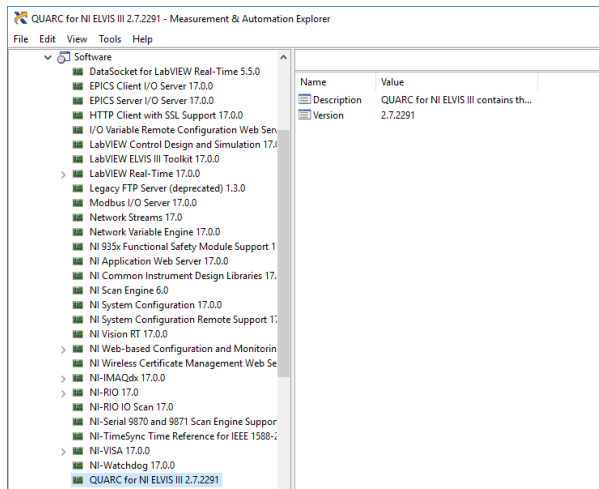 QUARC for NI ELVIS III 2.7.2291 - Measurement & Automation Explorer
File Edit View Tools Help
Software
DataSocket for LabVIEW Real-Time 5.5.0
EPICS Client I/O Server 17.0.0
EPICS Server I/O Server 17.0.0
HTTP Client with SSL Support 17.0.0
I/O Variable Remote Configuration Web Serv
LabVIEW Control Design and Simulation 17.0
LabVIEW ELVIS III Toolkit 17.0.0
LabVIEW Real-Time 17.0.0
Legacy FTP Server (deprecated) 1.3.0
Modbus I/O Server 17.0.0
Network Streams 17.0
Network Variable Engine 17.0.0
NI 935x Functional Safety Module Support 1
NI Application Web Server 17.0.0
NI Common Instrument Design Libraries 17.
NI Scan Engine 6.0
NI System Configuration 17.0.0
NI System Configuration Remote Support 17
NI Vision RT 17.0.0
NI Web-based Configuration and Monitorin
NI Wireless Certificate Management Web Se
NI-IMAQdx 17.0.0
NI-RIO 17.0
NI-RIO IO Scan 17.0
NI-Serial 9870 and 9871 Scan Engine Suppor
NI-TimeSync Time Reference for IEEE 1588-2
NI-VISA 17.0.0
NI-Watchdog 17.0.0
QUARC for NI ELVIS III 2.7.2291
Name Value
Description QUARC for NI ELVIS III contains th...
Version 2.7.2291